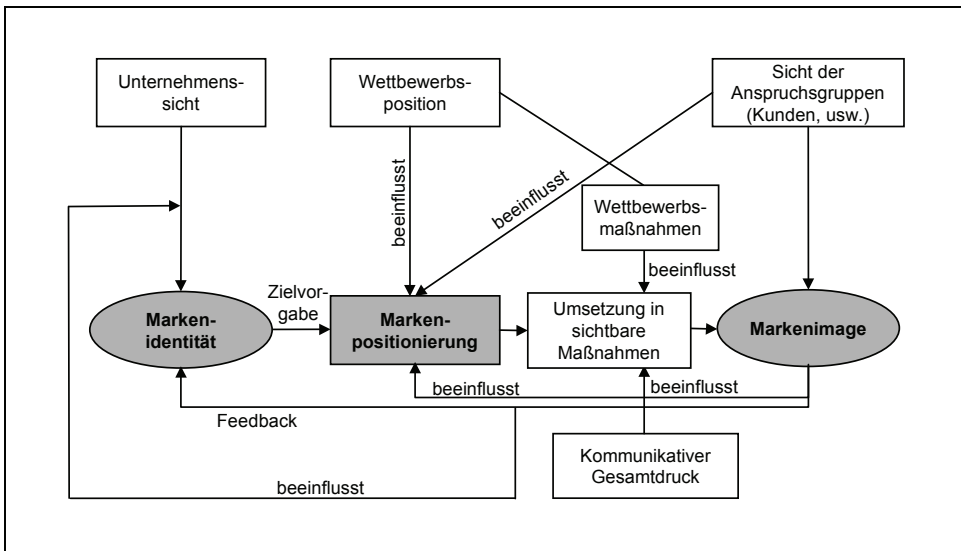 Unternehmens-
sicht
Wettbewerbs-
position
Sicht der
Anspruchsgruppen
(Kunden, usw.)
beeinflusst
beeinflusst
Wettbewerbs-
maßnahmen
beeinflusst
Marken-
identität
Zielvor-
gabe
Marken-
positionierung
Umsetzung in
sichtbare
Maßnahmen
Markenimage
beeinflusst
beeinflusst
Feedback
Kommunikativer
Gesamtdruck
beeinflusst